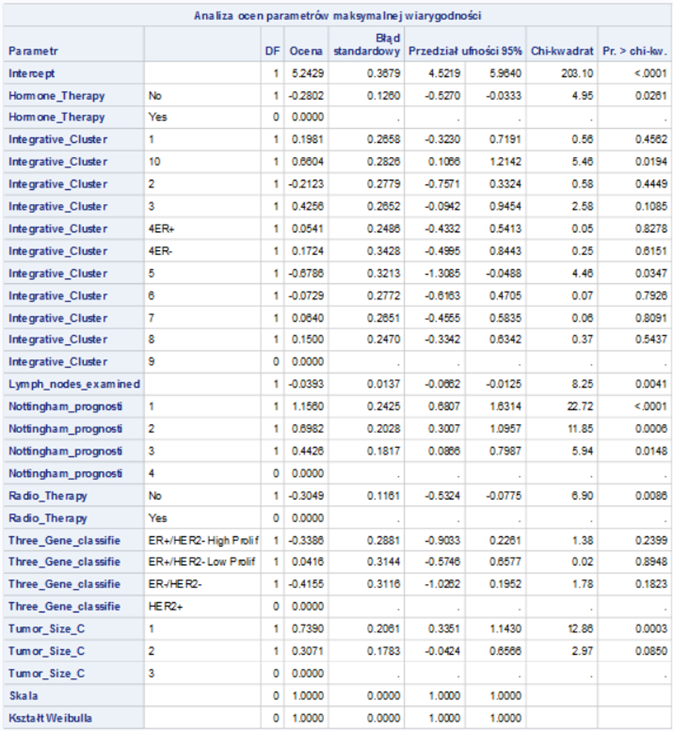 Analiza ocen parametrów maksymalnej wiarygodności
Parametr DF Ocena Błąd standardowy Przedział ufności 95% Chi-kwadrat Pr. > chi-kw.
Intercept 1 5.2429 0.3679 4.5219 5.9640 203.10 <.0001
Hormone_Therapy No 1 -0.2802 0.1260 -0.5270 -0.0333 4.95 0.0261
Hormone_Therapy Yes 0 0.0000 . . . . .
Integrative_Cluster 1 1 0.1981 0.2658 -0.3230 0.7191 0.56 0.4562
Integrative_Cluster 10 1 0.6604 0.2826 0.1066 1.2142 5.46 0.0194
Integrative_Cluster 2 1 -0.2123 0.2779 -0.7571 0.3324 0.58 0.4449
Integrative_Cluster 3 1 0.4256 0.2652 -0.0942 0.9454 2.58 0.1085
Integrative_Cluster 4ER+ 1 0.0541 0.2486 -0.4332 0.5413 0.05 0.8278
Integrative_Cluster 4ER- 1 0.1724 0.3428 -0.4995 0.8443 0.25 0.6151
Integrative_Cluster 5 1 -0.6786 0.3213 -1.3085 -0.0488 4.46 0.0347
Integrative_Cluster 6 1 -0.0729 0.2772 -0.6163 0.4705 0.07 0.7926
Integrative_Cluster 7 1 0.0640 0.2651 -0.4555 0.5835 0.06 0.8091
Integrative_Cluster 8 1 0.1500 0.2470 -0.3342 0.6342 0.37 0.5437
Integrative_Cluster 9 0 0.0000 . . . . .
Lymph_nodes_examined 1 -0.0393 0.0137 -0.0662 -0.0125 8.25 0.0041
Nottingham_prognosti 1 1 1.1560 0.2425 0.6807 1.6314 22.72 <.0001
Nottingham_prognosti 2 1 0.6982 0.2028 0.3007 1.0957 11.85 0.0006
Nottingham_prognosti 3 1 0.4426 0.1817 0.0866 0.7987 5.94 0.0148
Nottingham_prognosti 4 0 0.0000 . . . . .
Radio_Therapy No 1 -0.3049 0.1161 -0.5324 -0.0775 6.90 0.0086
Radio_Therapy Yes 0 0.0000 . . . . .
Three_Gene_classifie ER+/HER2- High Prolif 1 -0.3386 0.2881 -0.9033 0.2261 1.38 0.2399
Three_Gene_classifie ER+/HER2- Low Prolif 1 0.0416 0.3144 -0.5746 0.6577 0.02 0.8948
Three_Gene_classifie ER-/HER2- 1 -0.4155 0.3116 -1.0262 0.1952 1.78 0.1823
Three_Gene_classifie HER2+ 0 0.0000 . . . . .
Tumor_Size_C 1 1 0.7390 0.2061 0.3351 1.1430 12.86 0.0003
Tumor_Size_C 2 1 0.3071 0.1783 -0.0424 0.6566 2.97 0.0850
Tumor_Size_C 3 0 0.0000 . . . . .
Skala 0 1.0000 0.0000 1.0000 1.0000
Kształt Weibulla 0 1.0000 0.0000 1.0000 1.0000